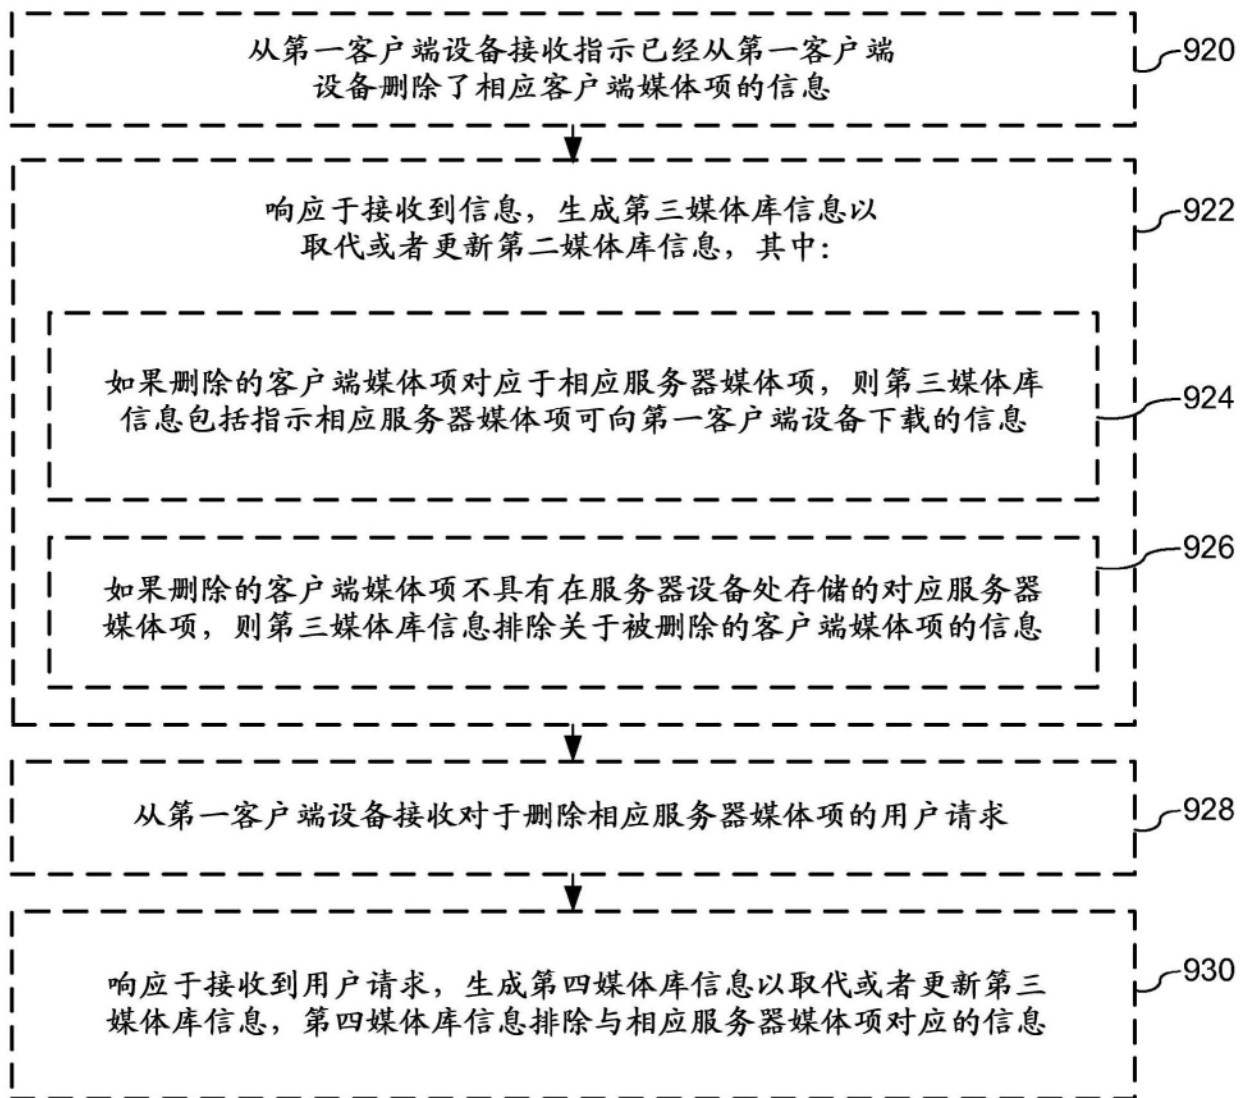 从第一客户端设备接收指示已经从第一客户端
设备删除了相应客户端媒体项的信息
920
响应于接收到信息，生成第三媒体库信息以
取代或者更新第二媒体库信息，其中：
922
如果删除的客户端媒体项对应于相应服务器媒体项，则第三媒体库
信息包括指示相应服务器媒体项可向第一客户端设备下载的信息
924
如果删除的客户端媒体项不具有在服务器设备处存储的对应服务器
媒体项，则第三媒体库信息排除关于被删除的客户端媒体项的信息
926
从第一客户端设备接收对于删除相应服务器媒体项的用户请求
928
响应于接收到用户请求，生成第四媒体库信息以取代或者更新第三
媒体库信息，第四媒体库信息排除与相应服务器媒体项对应的信息
930